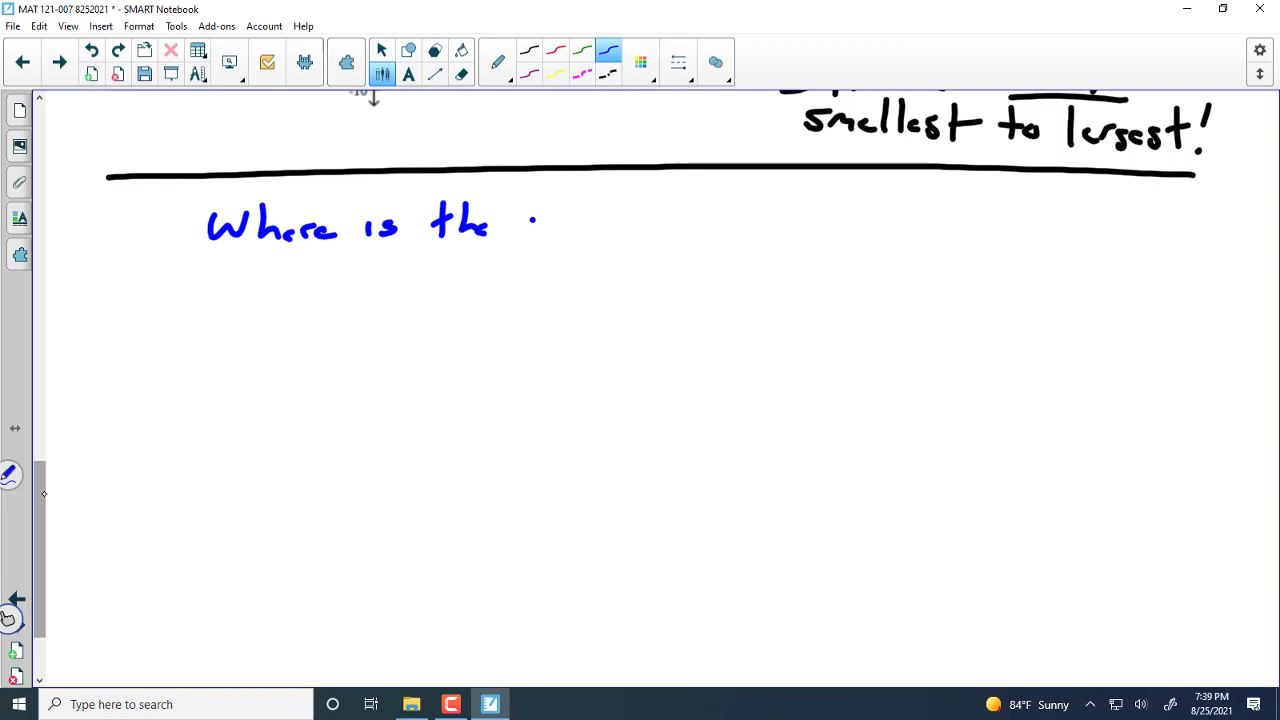 MAT 121-007 8252021 * - SMART Notebook
File Edit View Insert Format Tools Add-ons Account Help
smallest to largest!
Where is the
Type here to search
84°F Sunny
7:39 PM
8/25/2021